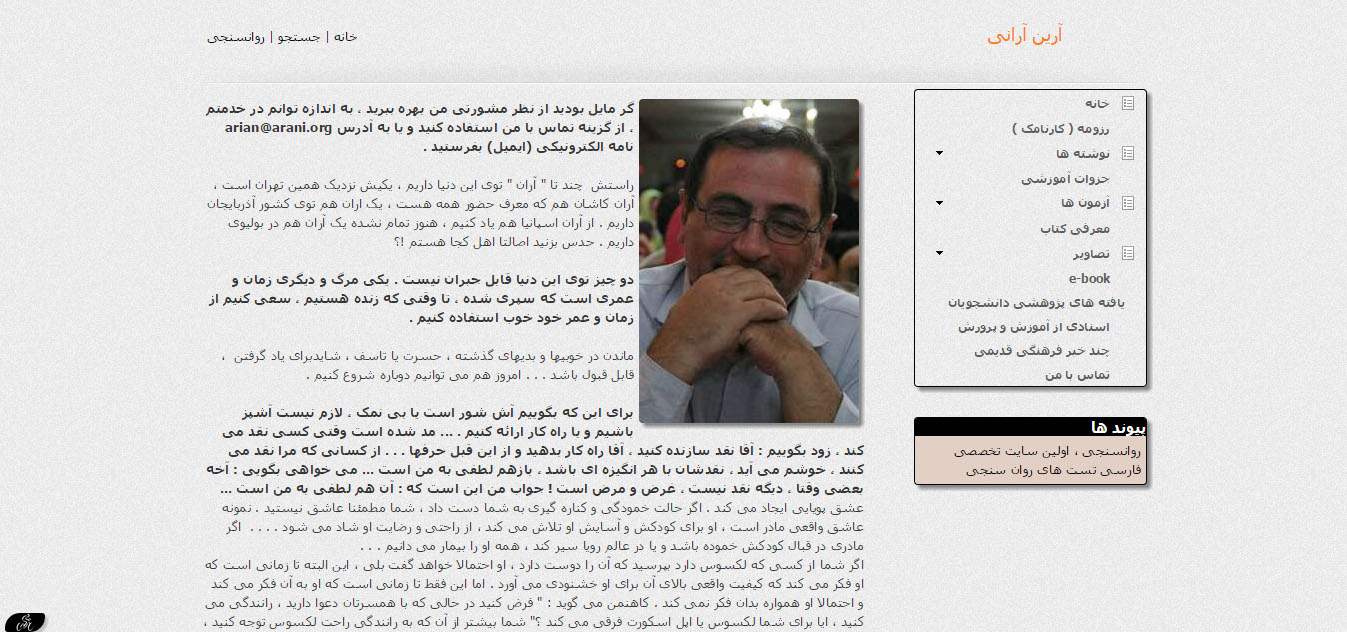 آرین آرانی
خانه | جستجو | روانسنجی
خانه
رزومه ( کارنامک )
نوشته ها
جزوات آموزشی
آزمون ها
معرفی کتاب
تصاویر
e-book
یافته های پژوهشی دانشجویان
اسنادی از آموزش و پرورش
چند خبر فرهنگی قدیمی
تماس با من
پیوند ها
روانسنجی ، اولین سایت تخصصی
فارسی تست های روان سنجی
گر مایل بودید از نظر مشورتی من بهره ببرید ، به اندازه توانم در خدمتم
، از گزینه تماس با من استفاده کنید و یا به آدرس arian@arani.org
نامه الکترونیکی (ایمیل) بفرستید .
راستش چند تا " آران " توی این دنیا داریم ، یکیش نزدیک همین تهران است ،
آران کاشان هم که معرف حضور همه هست ، یک اران هم توی کشور آذربایجان
داریم . از آران اسپانیا هم یاد کنیم ، هنوز تمام نشده یک آران هم در بولیوی
داریم . حدس بزنید اصالتا اهل کجا هستم !؟
دو چیز توی این دنیا قابل جبران نیست . یکی مرگ و دیگری زمان و
عمری است که سپری شده ، تا وقتی که زنده هستیم ، سعی کنیم از
زمان و عمر خود خوب استفاده کنیم .
ماندن در خوبیها و بدیهای گذشته ، حسرت یا تاسف ، شایدبرای یاد گرفتن ،
قابل قبول باشد . . . امروز هم می توانیم دوباره شروع کنیم .
برای این که بگوییم آش شور است یا بی نمک ، لازم نیست آشپز
باشیم و یا راه کار ارائه کنیم . ... مد شده است وقتی کسی نقد می
کند ، زود بگوییم : آقا نقد سازنده کنید ، آقا راه کار بدهید و از این قبل حرفها . . . از کسانی که مرا نقد می
کنند ، خوشم می آید ، نقدشان با هر انگیزه ای باشد ، بازهم لطفی به من است ... می خواهی بگویی : آخه
بعضی وقتا ، دیگه نقد نیست ، غرض و مرض است ! جواب من این است که : آن هم لطفی به من است ...
عشق پویایی ایجاد می کند . اگر حالت خمودگی و کناره گیری به شما دست داد ، شما مطمئنا عاشق نیستید . نمونه
عاشق واقعی مادر است ، او برای کودکش و آسایش او تلاش می کند ، از راحتی و رضایت او شاد می شود . . . . اگر
مادری در قبال کودکش خموده باشد و یا در عالم رویا سیر کند ، همه او را بیمار می دانیم . . .
اگر شما از کسی که لکسوس دارد بپرسید که آن را دوست دارد ، او احتمالا خواهد گفت بلی ، این البته تا زمانی است که
او فکر می کند که کیفیت واقعی بالای آن برای او خشنودی می آورد . اما این فقط تا زمانی است که او به آن فکر می کند
و احتمالا او همواره بدان فکر نمی کند . کاهنمن می گوید : " فرض کنید در حالی که با همسرتان دعوا دارید ، رانندگی می
کنید ، ایا برای شما لکسوس یا اپل اسکورت فرقی می کند ؟" شما بیشتر از آن که به رانندگی راحت لکسوس توجه کنید ،